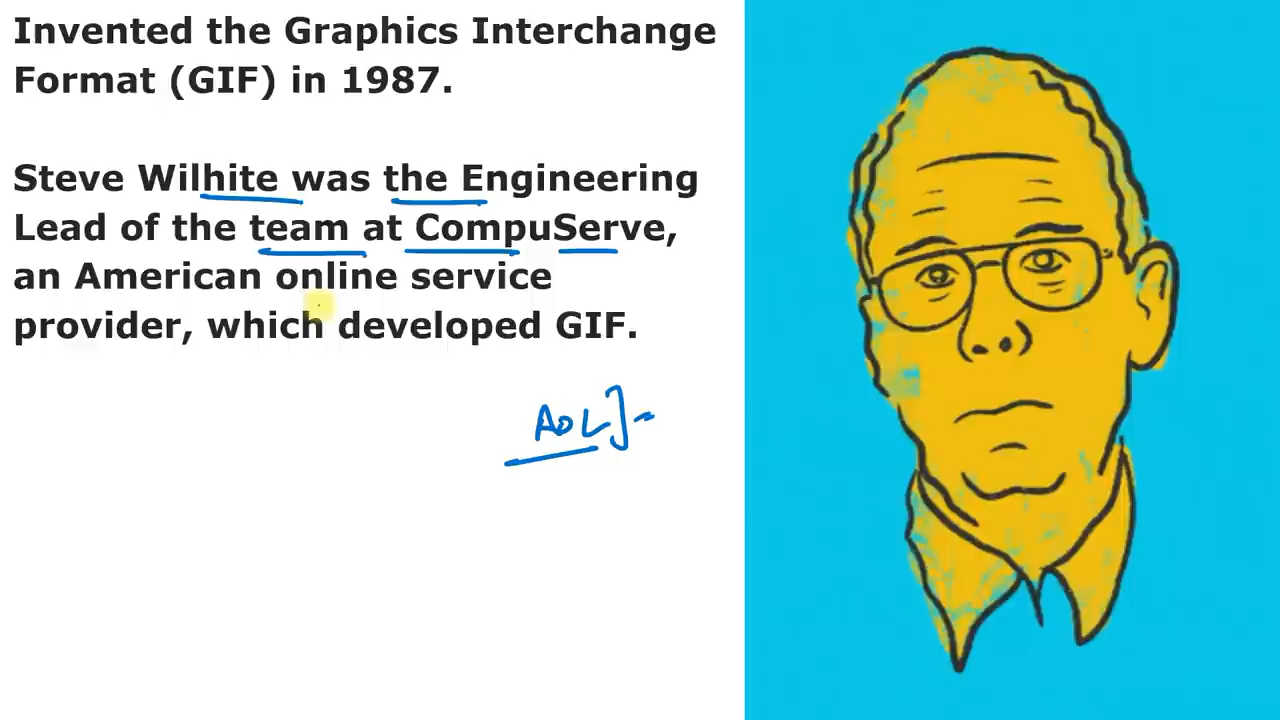 Invented the Graphics Interchange
Format (GIF) in 1987.
Steve Wilhite was the Engineering
Lead of the team at CompuServe,
an American online service
provider, which developed GIF.
AOL]-